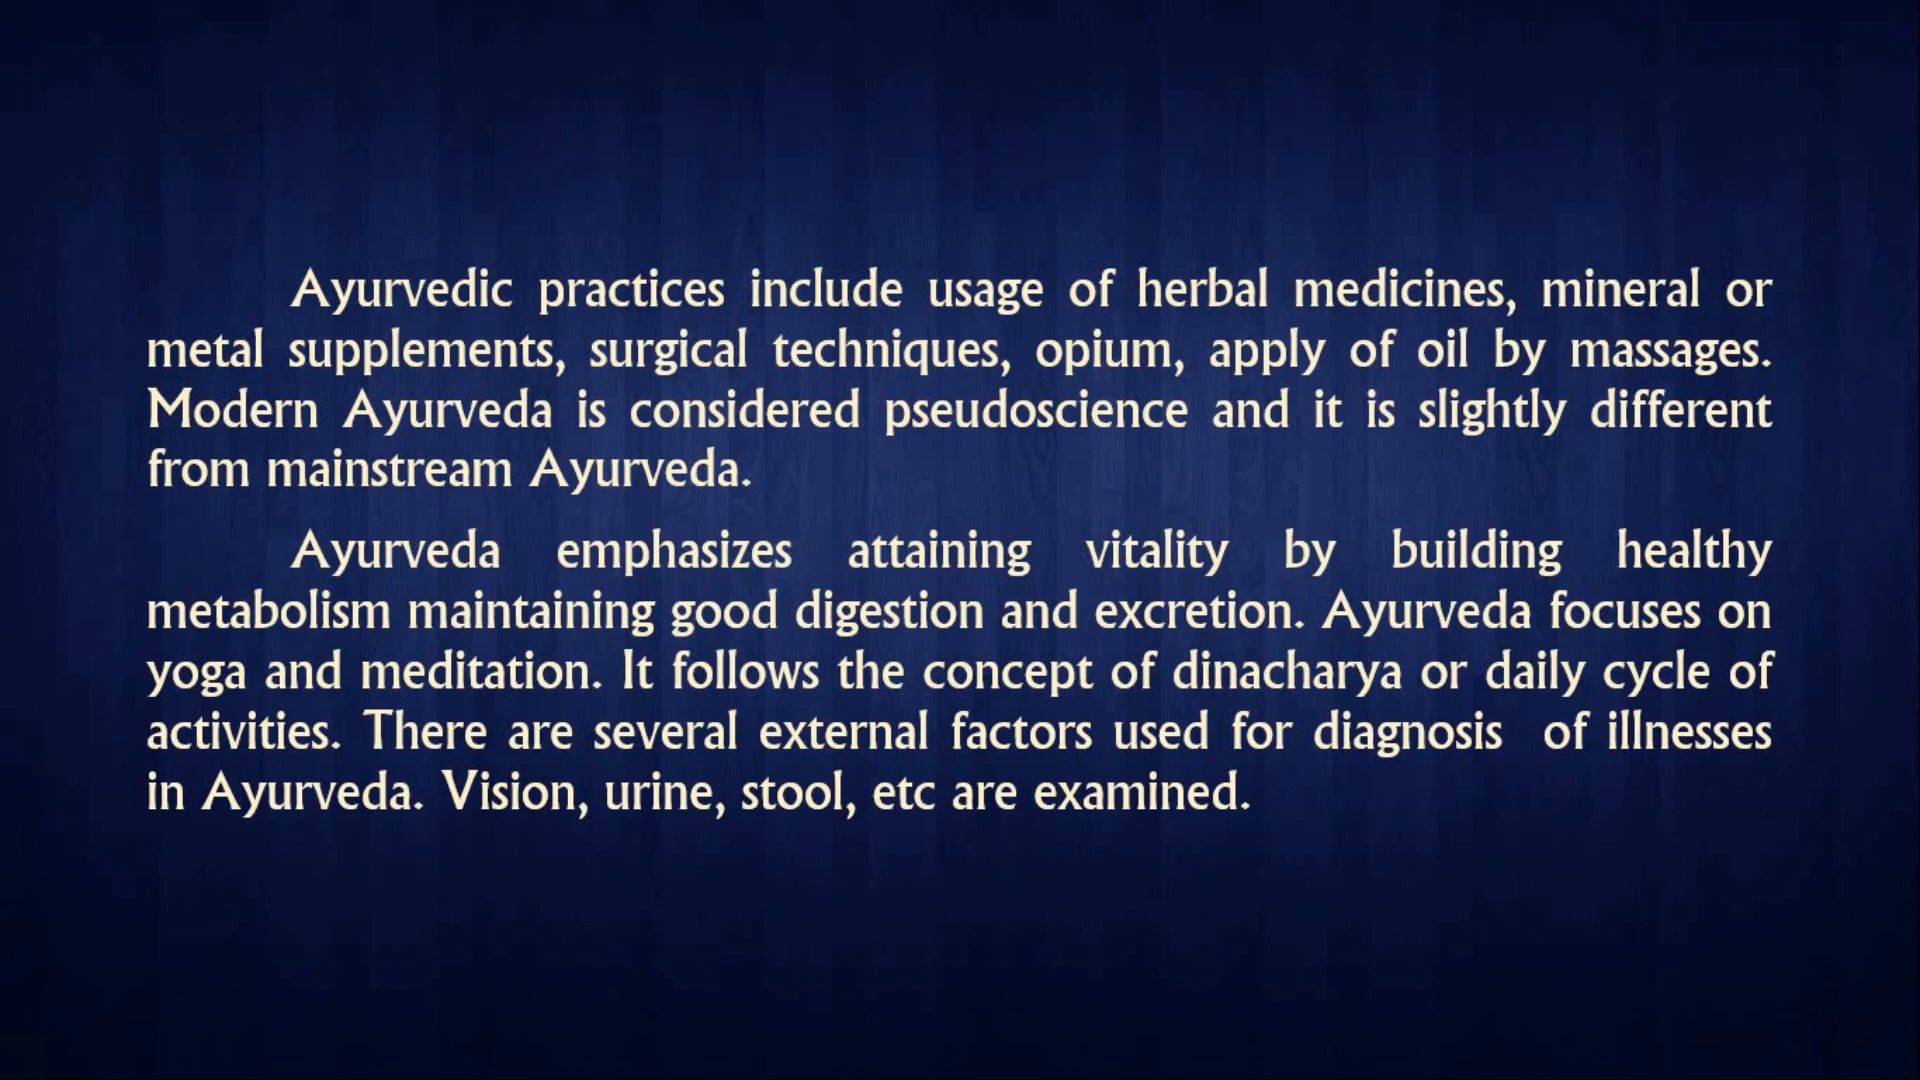 Ayurvedic practices include usage of herbal medicines, mineral or
metal supplements, surgical techniques, opium, apply of oil by massages.
Modern Ayurveda is considered pseudoscience and it is slightly different
from mainstream Ayurveda.
Ayurveda emphasizes attaining vitality by building healthy
metabolism maintaining good digestion and excretion. Ayurveda focuses on
yoga and meditation. It follows the concept of dinacharya or daily cycle of
activities. There are several external factors used for diagnosis of illnesses
in Ayurveda. Vision, urine, stool, etc are examined.